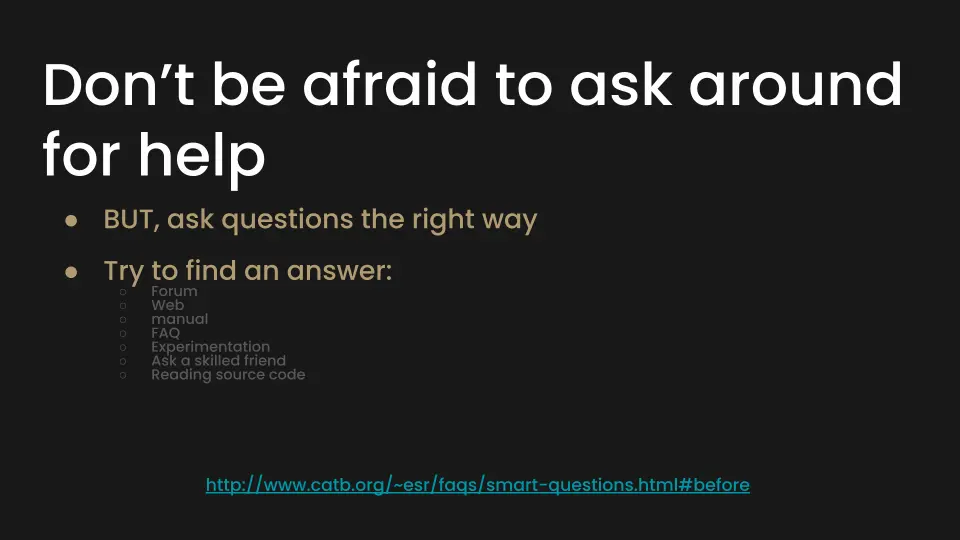 Don’t be afraid to ask around
for help
● BUT, ask questions the right way
● Try to find an answer:
○ Forum
○ Web
○ manual
○ FAQ
○ Experimentation
○ Ask a skilled friend
○ Reading source code
http://www.catb.org/~esr/faqs/smart-questions.html#before